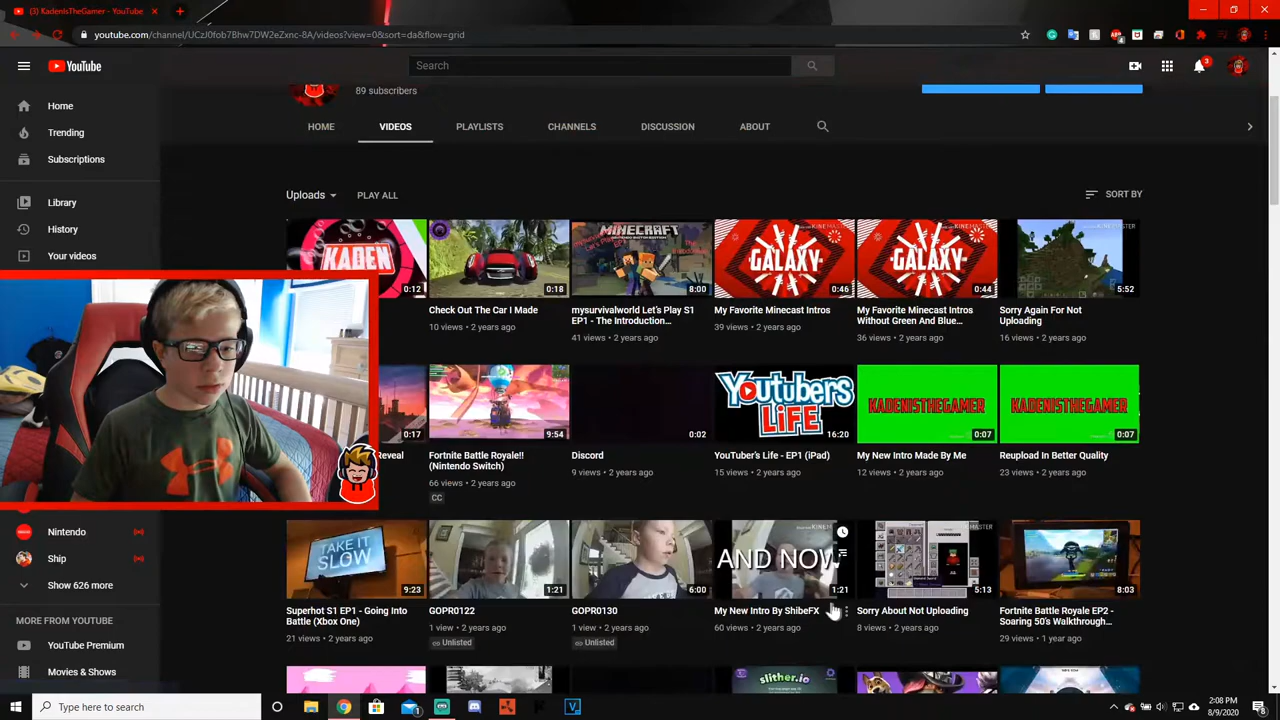 (3) KadenIsTheGamer - YouTube
youtube.com/channel/UCzJ0fob7Bhw7DW2eZxnc-8A/videos?view=0&sort=da&flow=grid
YouTube
Search
3
Home
Trending
Subscriptions
Library
History
Your videos
89 subscribers
HOME VIDEOS PLAYLISTS CHANNELS DISCUSSION ABOUT
Uploads PLAY ALL SORT BY
KADEN 0:12
0:18
MINECRAFT 8:00
GALAXY 0:46
GALAXY 0:44
KINEMASTER 5:52
Check Out The Car I Made
10 views • 2 years ago
mysurvivalworld Let's Play S1
EP1 - The Introduction...
41 views • 2 years ago
My Favorite Minecast Intros
39 views • 2 years ago
My Favorite Minecast Intros
Without Green And Blue...
36 views • 2 years ago
Sorry Again For Not
Uploading
16 views • 2 years ago
0:17
9:54
0:02
YouTubers LiFE 16:20
KADENISTHEGAMER 0:07
KADENISTHEGAMER 0:07
Reveal
ago
Fortnite Battle Royale!!
(Nintendo Switch)
66 views • 2 years ago
CC
Discord
9 views • 2 years ago
YouTuber's Life - EP1 (iPad)
15 views • 2 years ago
My New Intro Made By Me
12 views • 2 years ago
Reupload In Better Quality
23 views • 2 years ago
TAKE IT
SLOW
9:23
1:21
6:00
AND NOW
1:21
5:13
8:03
Superhot S1 EP1 - Going Into
Battle (Xbox One)
21 views • 2 years ago
GOPR0122
1 view • 2 years ago
Unlisted
GOPR0130
1 view • 2 years ago
Unlisted
My New Intro By ShibeFX
60 views • 2 years ago
Sorry About Not Uploading
8 views • 2 years ago
Fortnite Battle Royale EP2 -
Soaring 50's Walkthrough...
29 views • 1 year ago
slither.io
Nintendo
Ship
Show 626 more
MORE FROM YOUTUBE
YouTube Premium
Movies & Shows
Type here to search
2:08 PM
8/9/2020